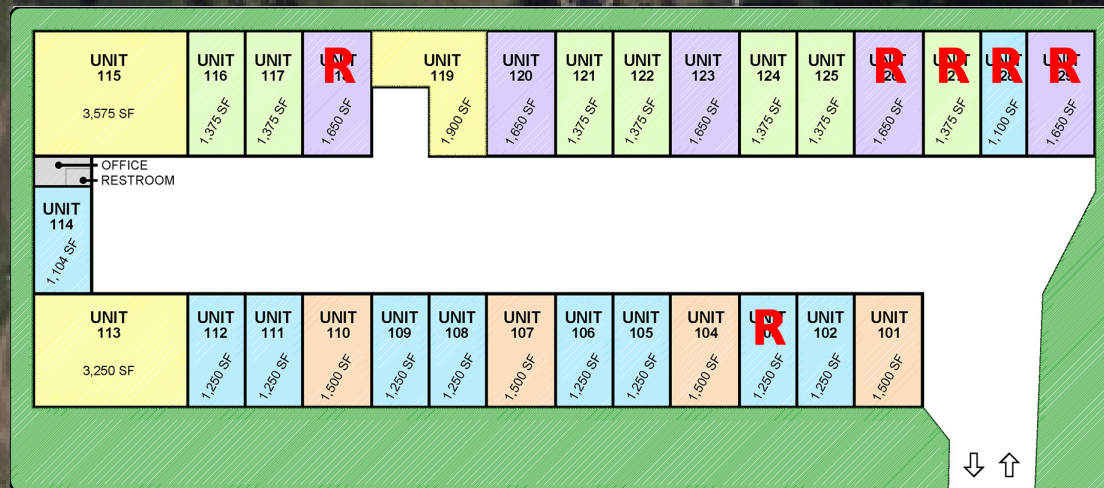 UNIT
115
3,575 SF
UNIT
116
1,375 SF
UNIT
117
1,375 SF
R
1,650 SF
UNIT
119
1,900 SF
UNIT
120
1,650 SF
UNIT
121
1,375 SF
UNIT
122
1,375 SF
UNIT
123
1,650 SF
UNIT
124
1,375 SF
UNIT
125
1,375 SF
R
1,650 SF
R
1,375 SF
R
1,100 SF
R
1,650 SF
OFFICE
RESTROOM
UNIT
114
1,104 SF
UNIT
113
3,250 SF
UNIT
112
1,250 SF
UNIT
111
1,250 SF
UNIT
110
1,500 SF
UNIT
109
1,250 SF
UNIT
108
1,250 SF
UNIT
107
1,500 SF
UNIT
106
1,250 SF
UNIT
105
1,250 SF
UNIT
104
1,500 SF
R
1,250 SF
UNIT
102
1,250 SF
UNIT
101
1,500 SF